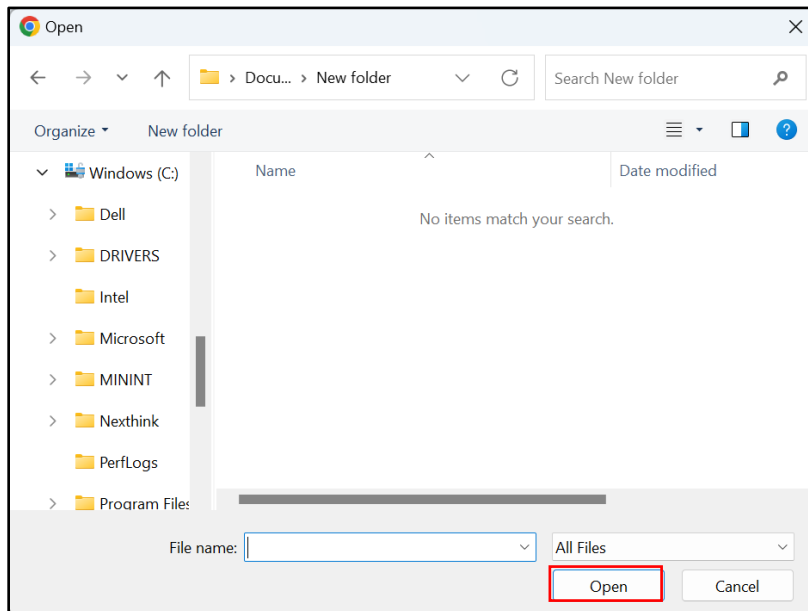 Open
Docu... New folder
Search New folder
Organize
New folder
?
Windows (C:)
Dell
DRIVERS
Intel
Microsoft
MININT
Nexthink
PerfLogs
Program Files
Name
Date modified
No items match your search.
File name:
All Files
Open
Cancel